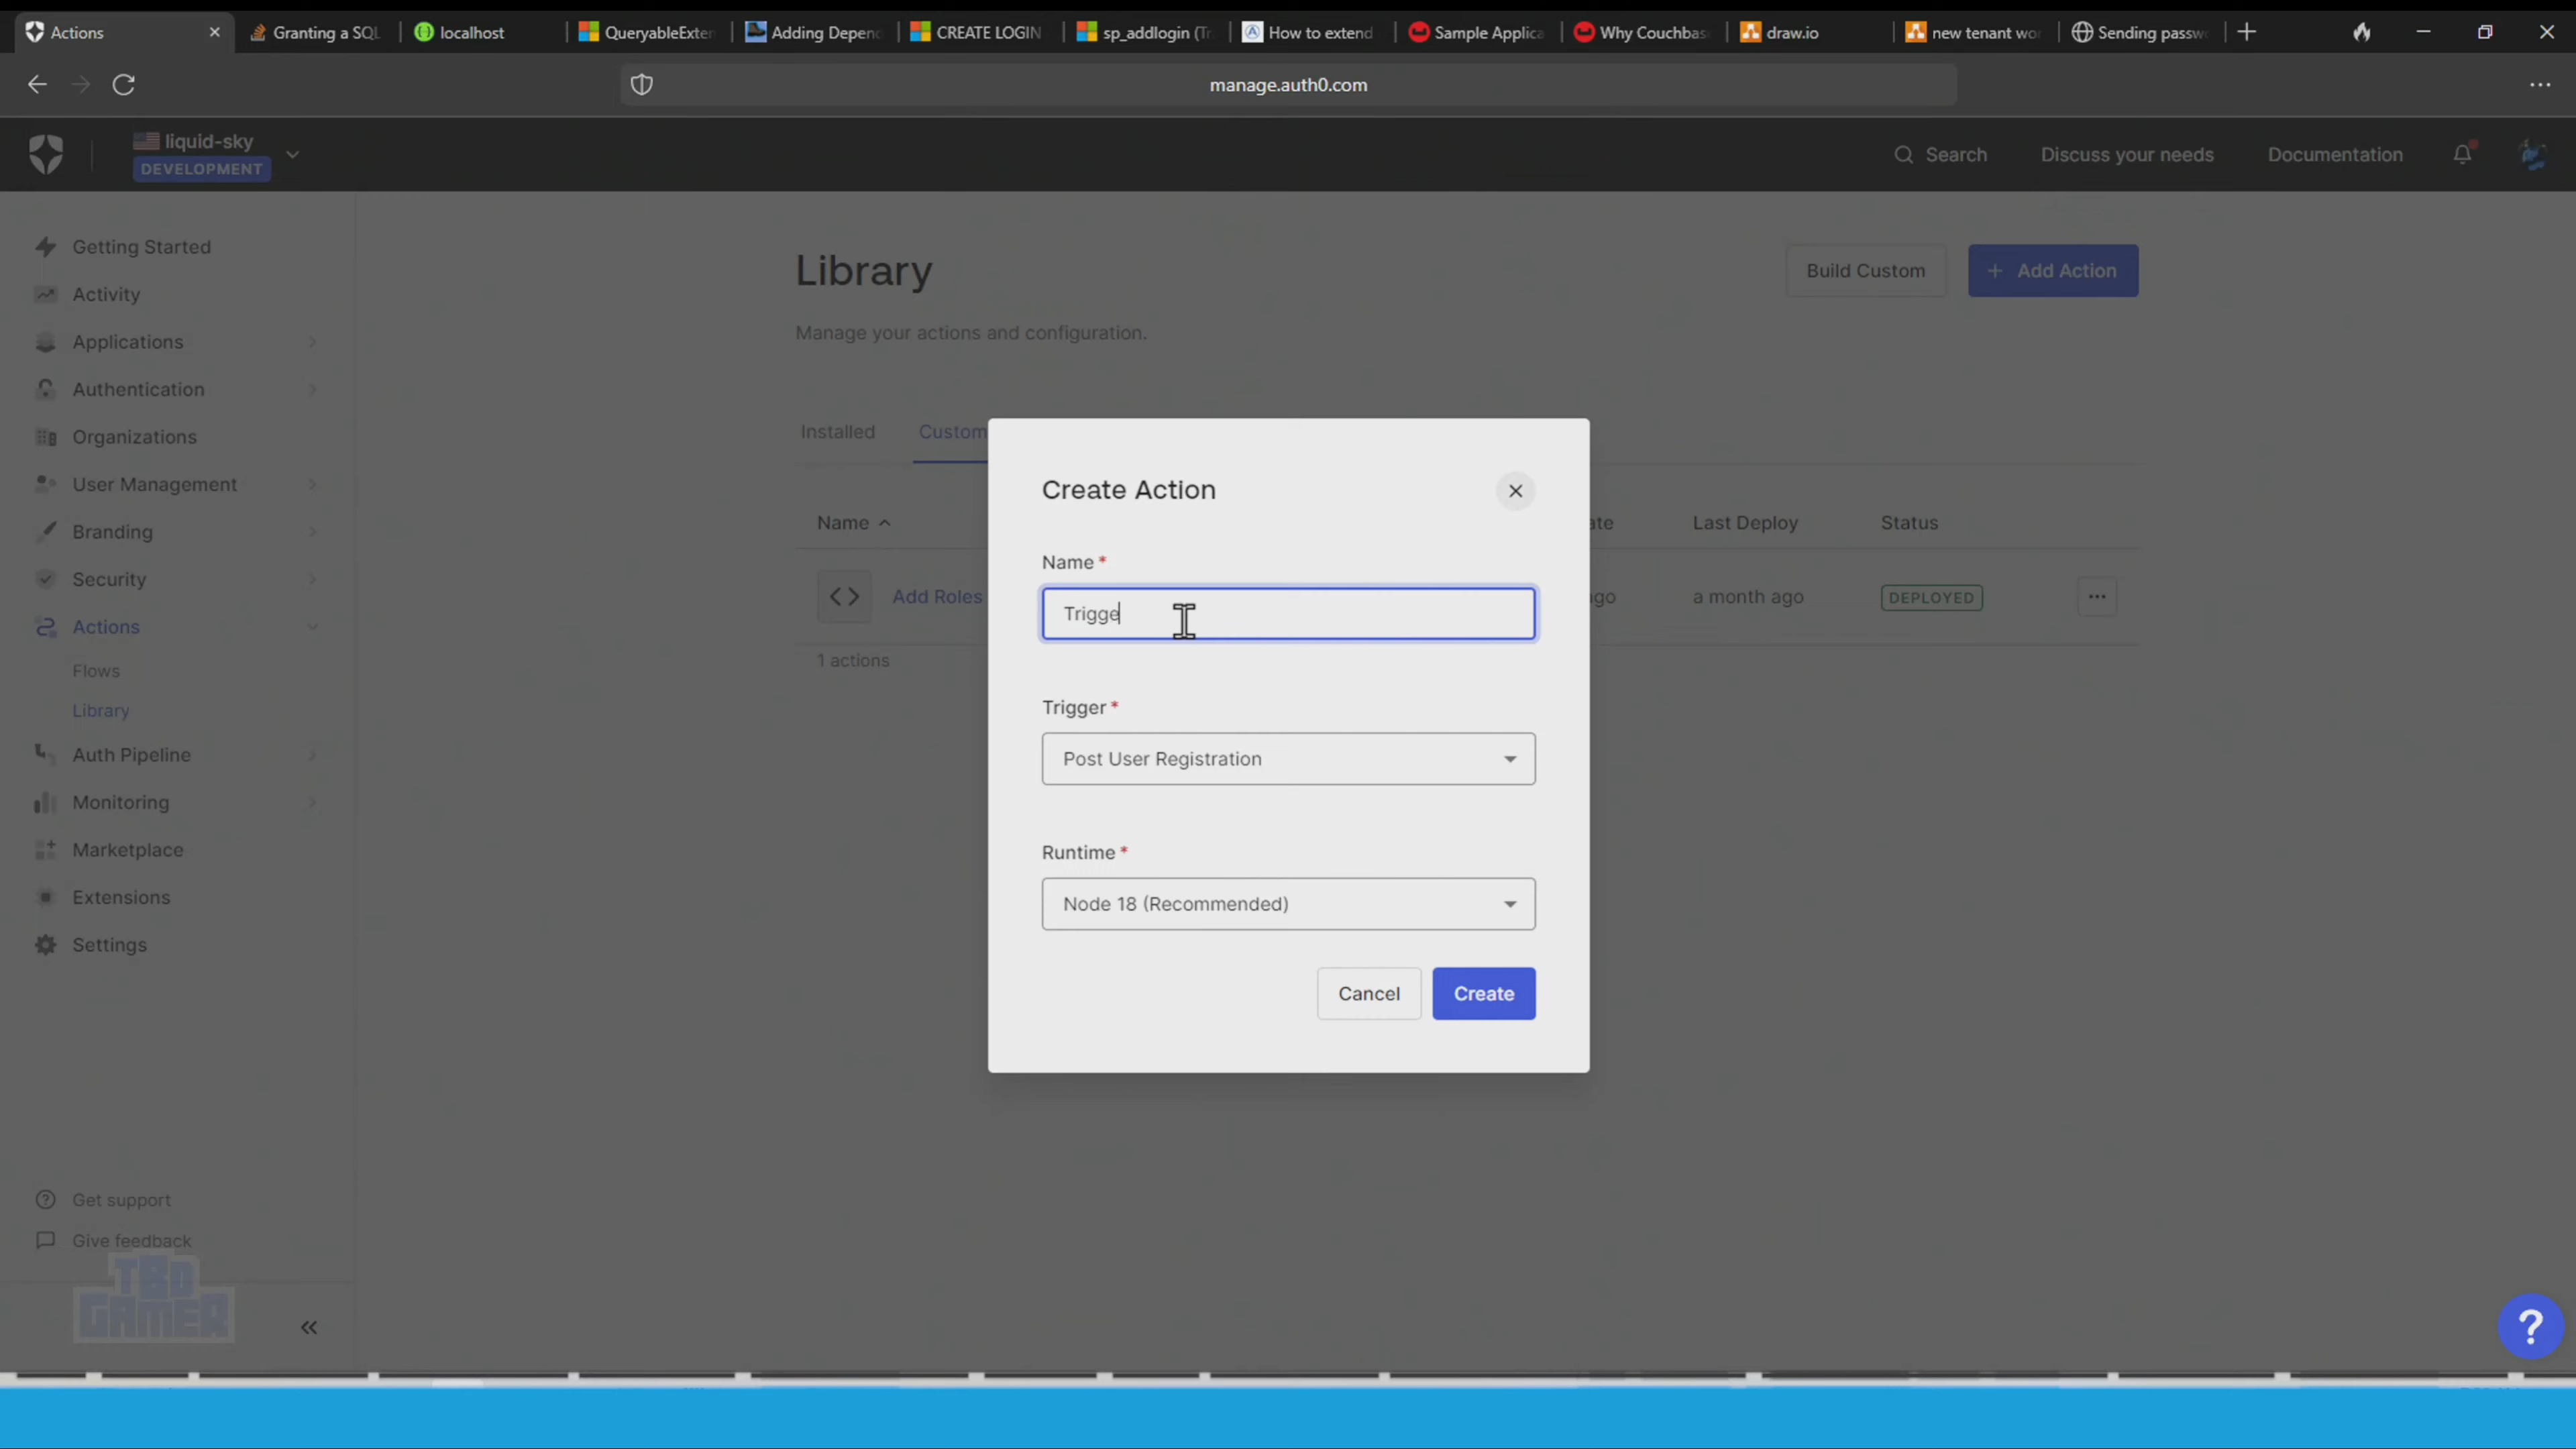 Actions
Granting a SQL
localhost
QueryableExten
Adding Depend
CREATE LOGIN
sp_addlogin (Tr
How to extend
Sample Applica
Why Couchbas
draw.io
new tenant wor
Sending passw
manage.auth0.com
liquid-sky
DEVELOPMENT
Search
Discuss your needs
Documentation
Getting Started
Activity
Applications
Authentication
Organizations
User Management
Branding
Security
Actions
Flows
Library
Auth Pipeline
Monitoring
Marketplace
Extensions
Settings
Get support
Give feedback
TBD
GAMER
Library
Build Custom
+ Add Action
Manage your actions and configuration.
Installed
Custom
Name
ate
Last Deploy
Status
Add Roles
ago
a month ago
DEPLOYED
1 actions
Create Action
Name *
Trigge
Trigger *
Post User Registration
Runtime *
Node 18 (Recommended)
Cancel
Create
?